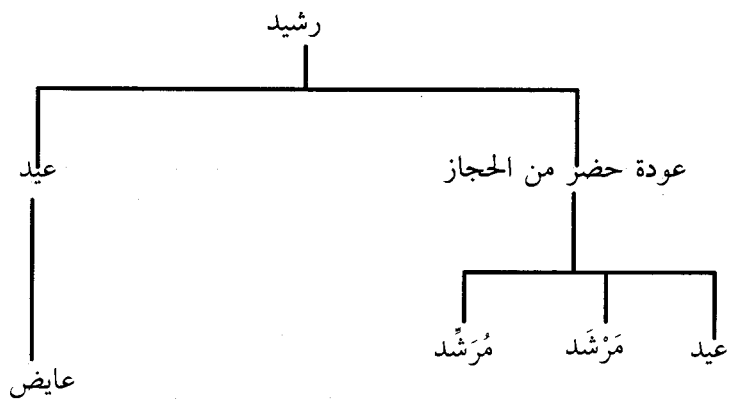 رشيد
عودة حضر من الحجاز
عيد
عيد
مَرْشَد
مُرَشِّد
عايض